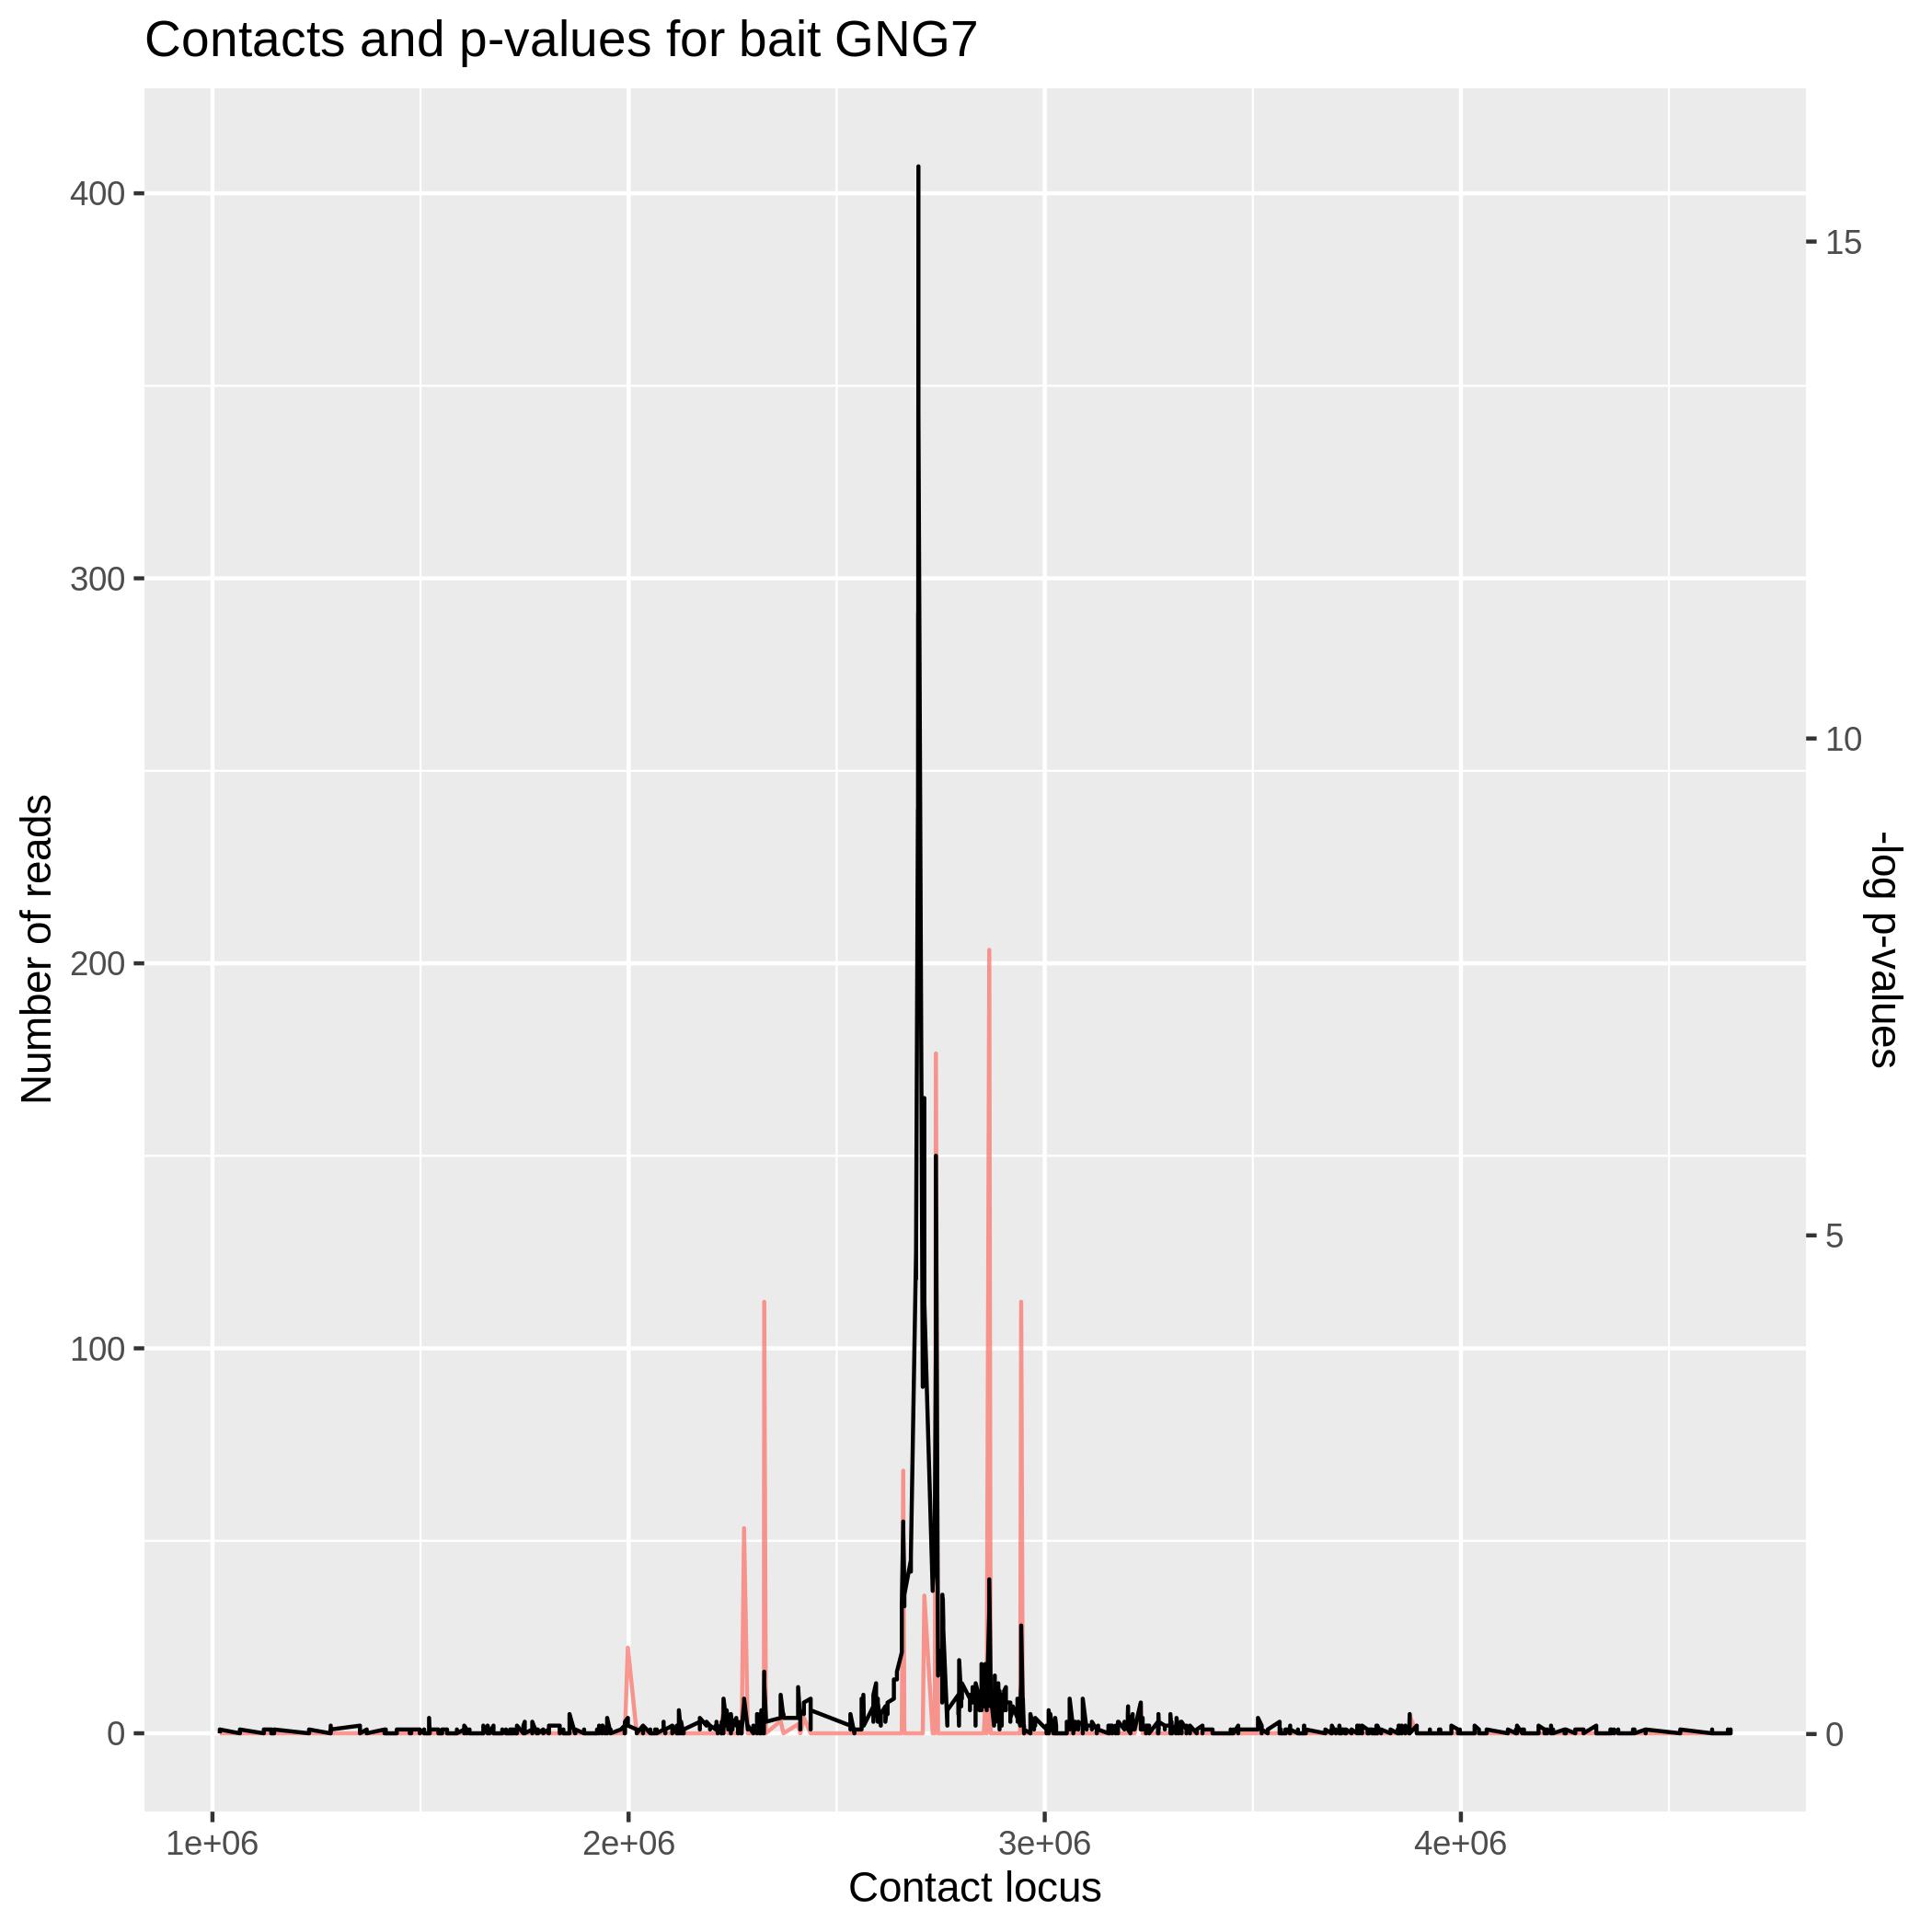 Contacts and p-values for bait GNG7
Number of reads
400
300
200
100
0
15
10
5
0
-log p-values
1e+06
2e+06
3e+06
4e+06
Contact locus